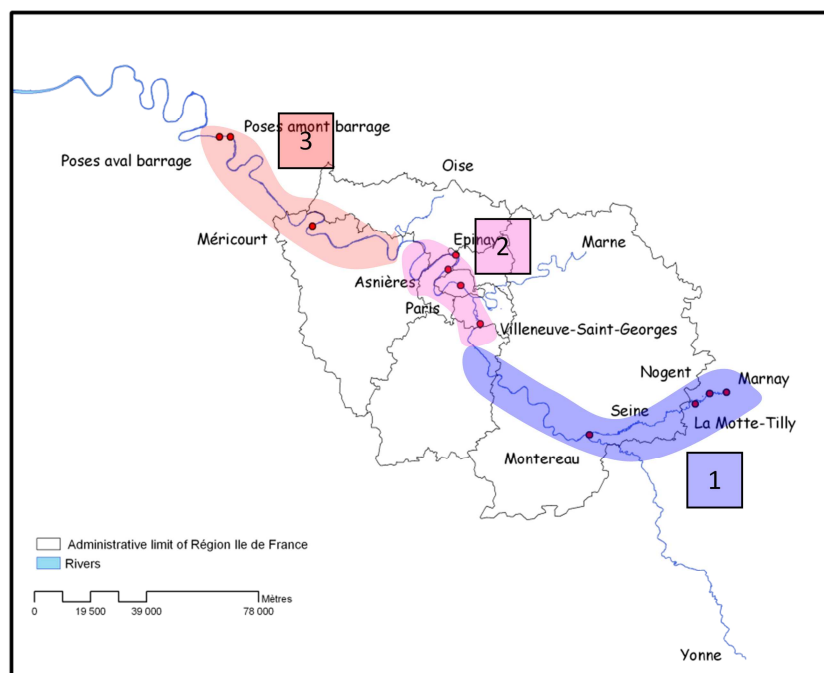 Poses amont barrage
3
Poses aval barrage
Oise
Méricourt
Epinay
2
Marne
Asnières
Paris
Villeneuve-Saint-Georges
Nogent
Marnay
Seine
La Motte-Tilly
Montereau
1
Administrative limit of Région Ile de France
Rivers
Mètres
0 19 500 39 000 78 000
Yonne